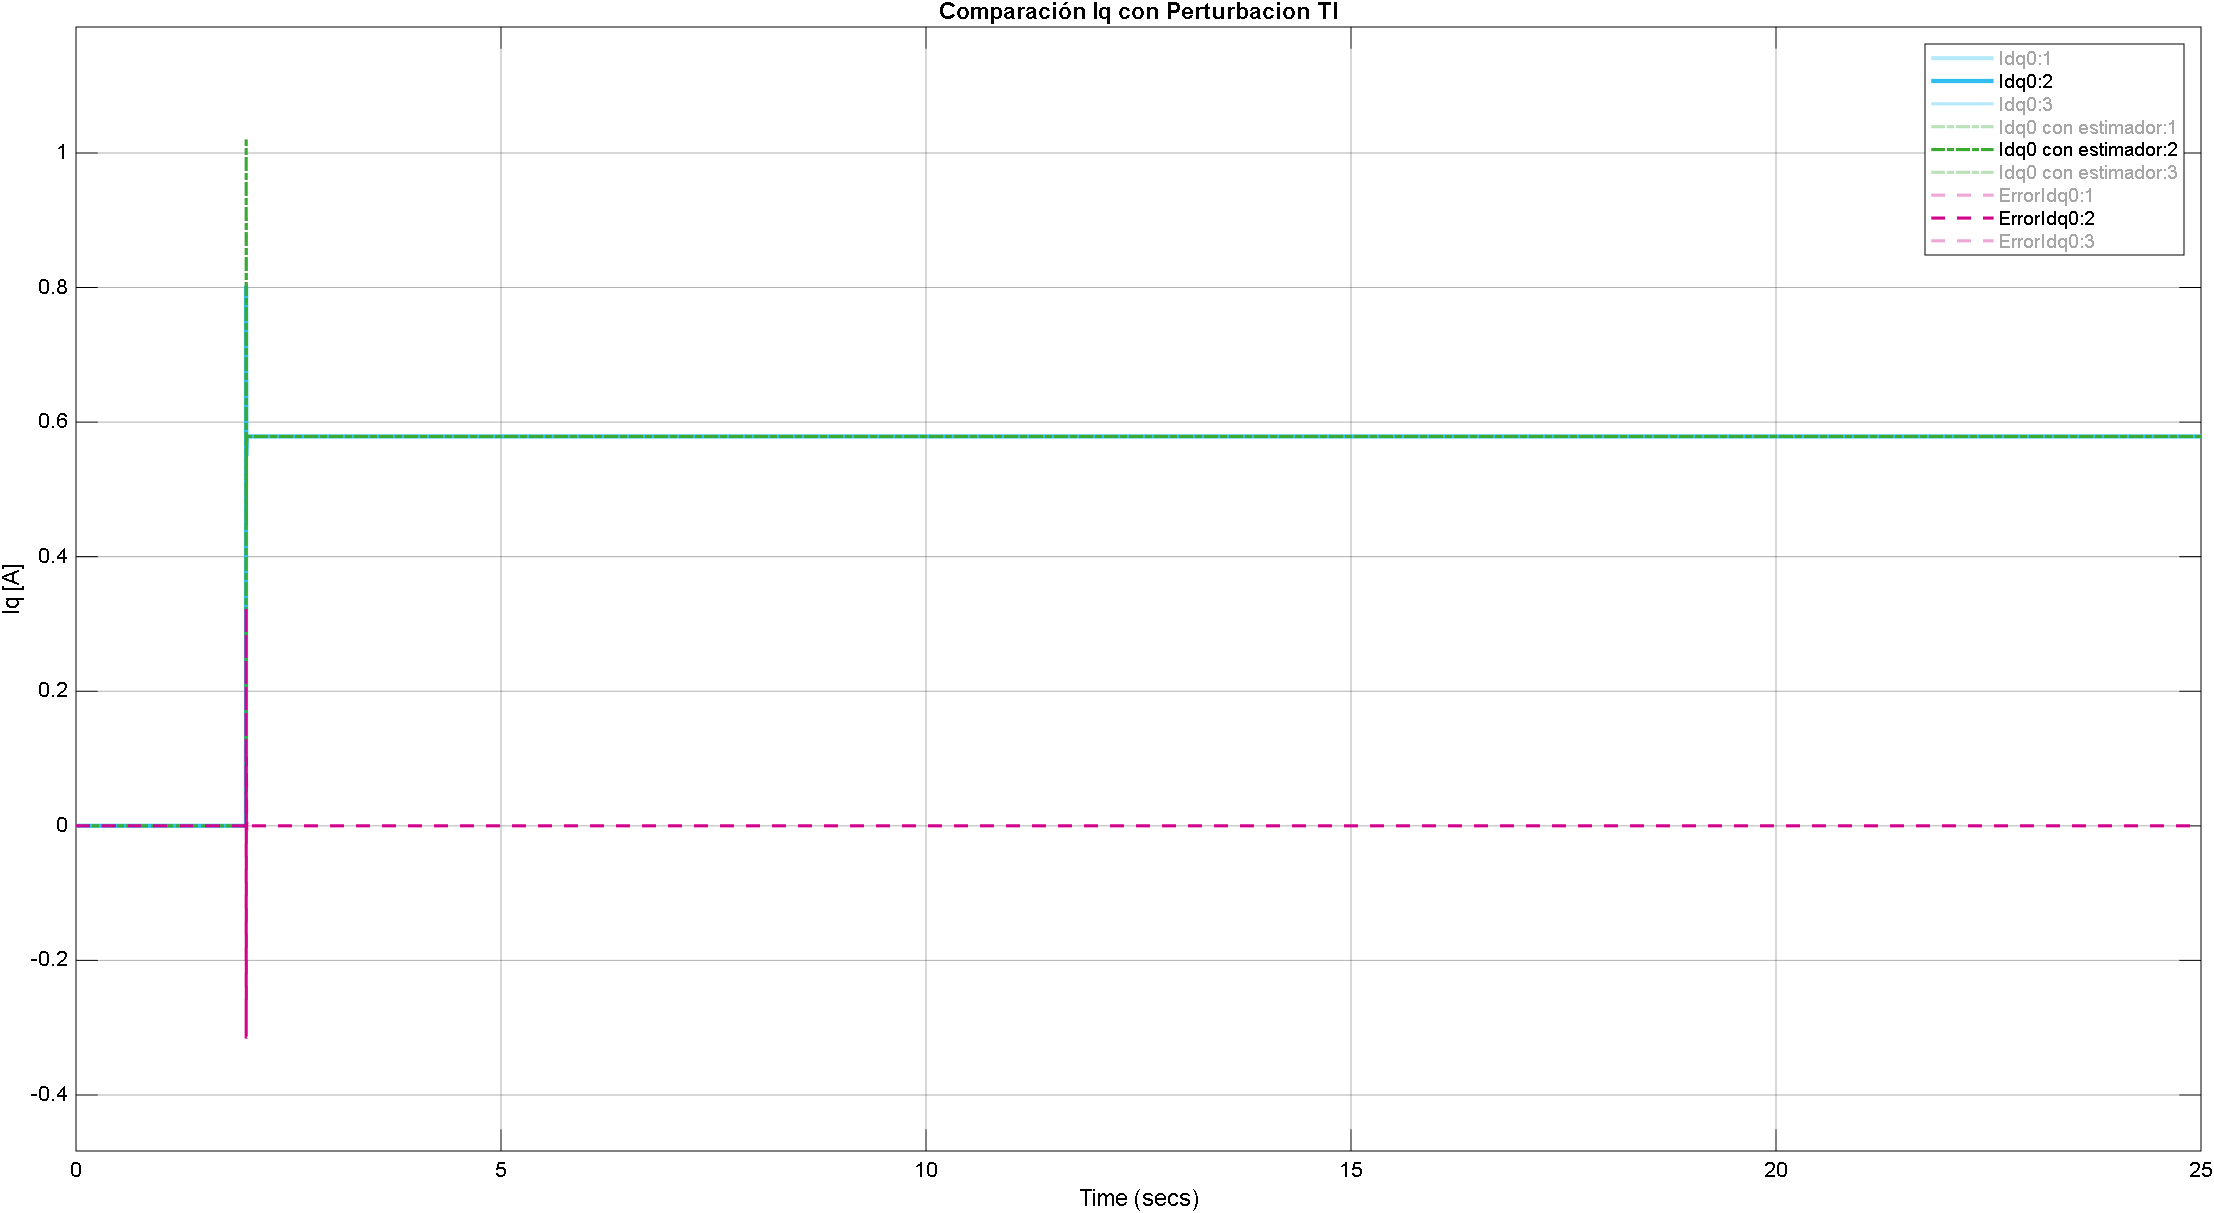 Comparación Iq con Perturbacion Tl
Idq0:1
Idq0:2
Idq0:3
Idq0 con estimador:1
Idq0 con estimador:2
Idq0 con estimador:3
ErrorIdq0:1
ErrorIdq0:2
ErrorIdq0:3
1
0.8
0.6
0.4
0.2
0
-0.2
-0.4
Iq [A]
0 5 10 15 20 25
Time (secs)